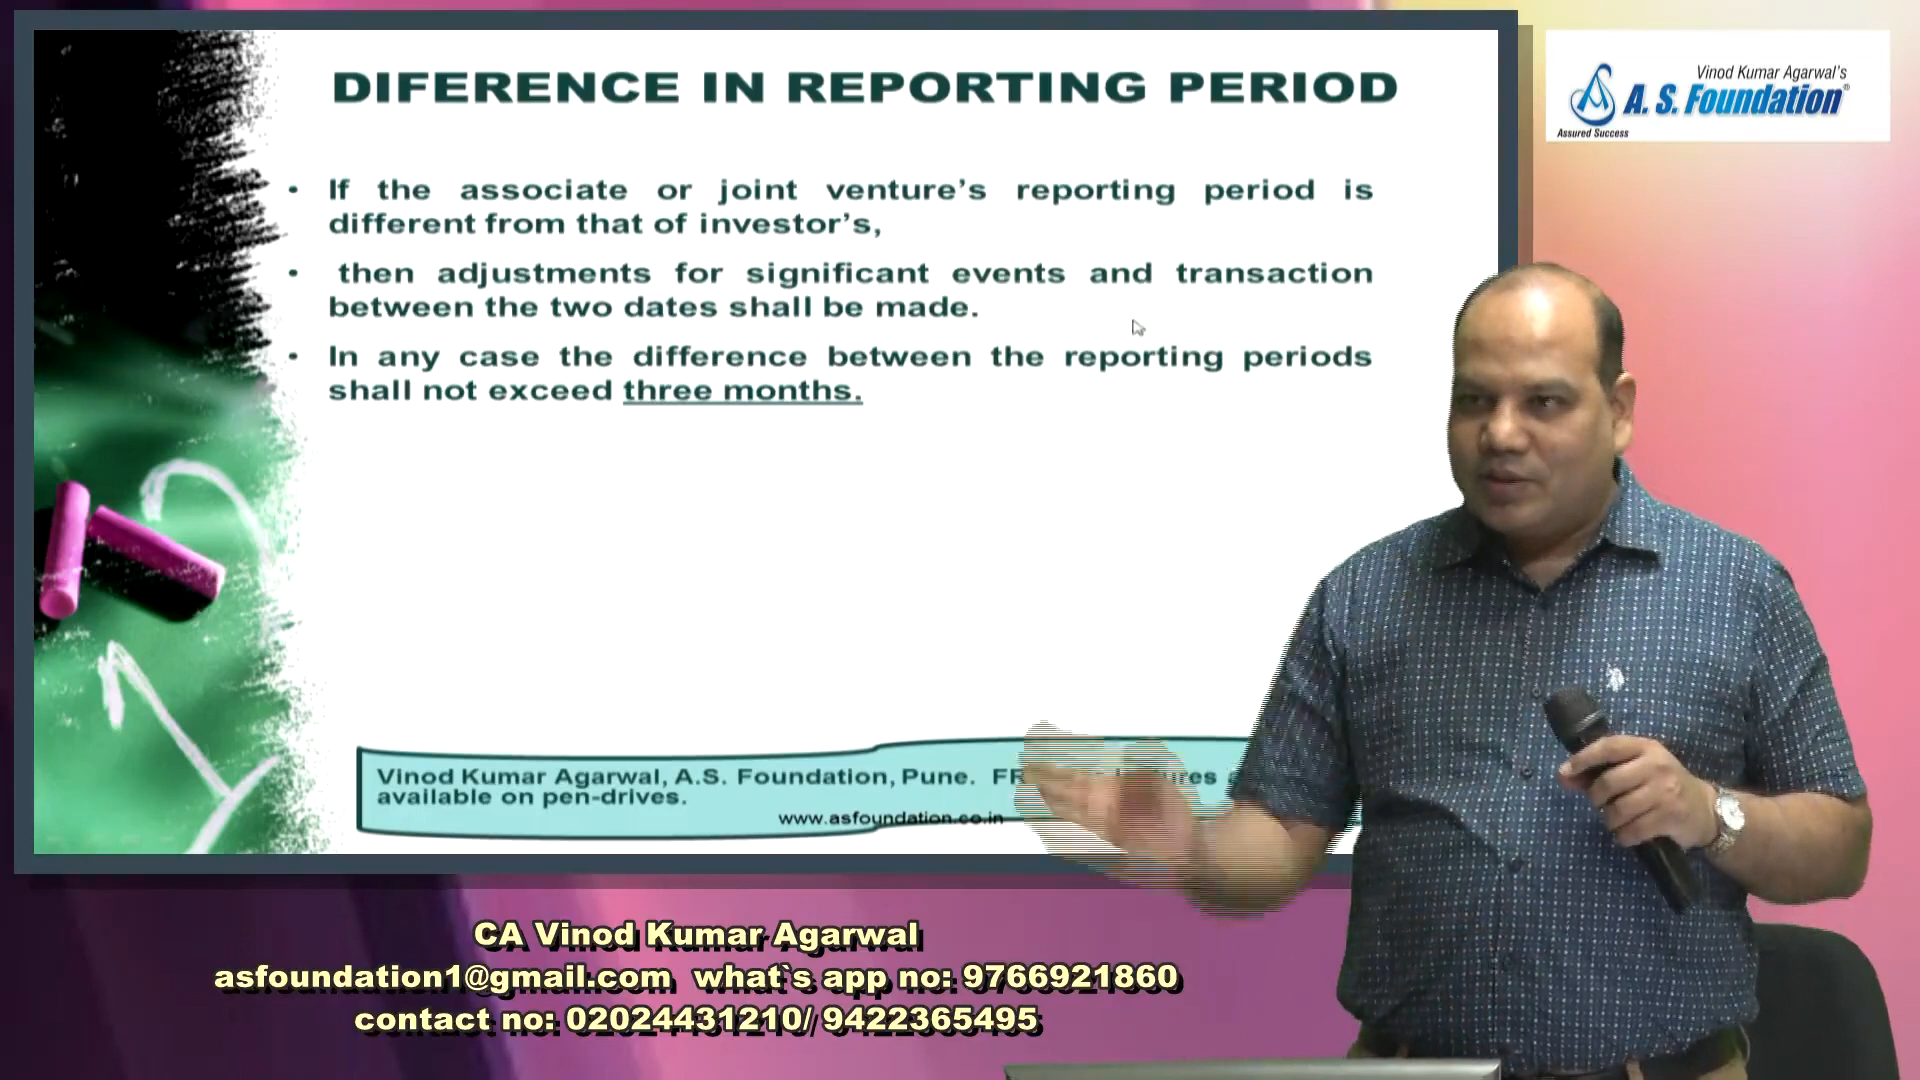 DIFERENCE IN REPORTING PERIOD
Vinod Kumar Agarwal's
A. S. Foundation®
Assured Success
• If the associate or joint venture’s reporting period is
different from that of investor’s,
• then adjustments for significant events and transaction
between the two dates shall be made.
• In any case the difference between the reporting periods
shall not exceed three months.
Vinod Kumar Agarwal, A.S. Foundation, Pune.
available on pen-drives.
www.asfoundation.co.in
CA Vinod Kumar Agarwal
asfoundation1@gmail.com what`s app no: 9766921860
contact no: 02024431210/ 9422365495